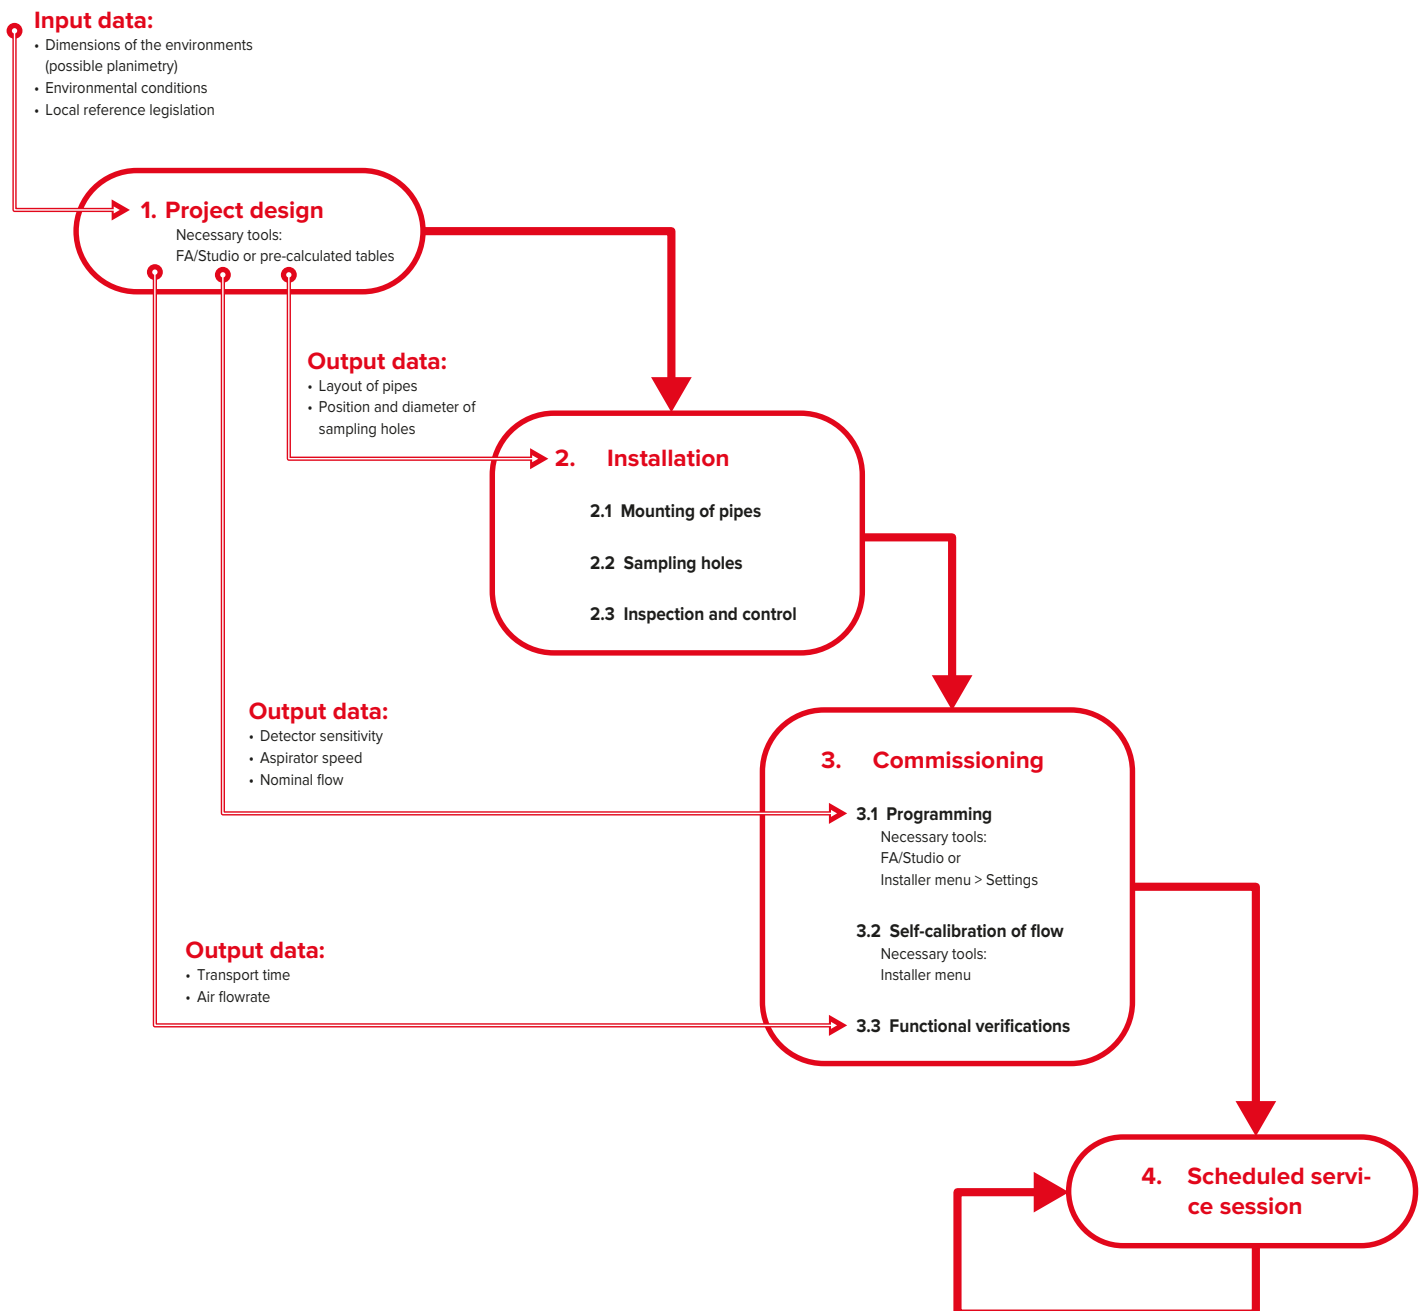 Input data:
• Dimensions of the environments
(possible planimetry)
• Environmental conditions
• Local reference legislation
1. Project design
Necessary tools:
FA/Studio or pre-calculated tables
Output data:
• Layout of pipes
• Position and diameter of
sampling holes
2. Installation
2.1 Mounting of pipes
2.2 Sampling holes
2.3 Inspection and control
Output data:
• Detector sensitivity
• Aspirator speed
• Nominal flow
3. Commissioning
3.1 Programming
Necessary tools:
FA/Studio or
Installer menu > Settings
3.2 Self-calibration of flow
Necessary tools:
Installer menu
Output data:
• Transport time
• Air flowrate
3.3 Functional verifications
4. Scheduled servi-
ce session